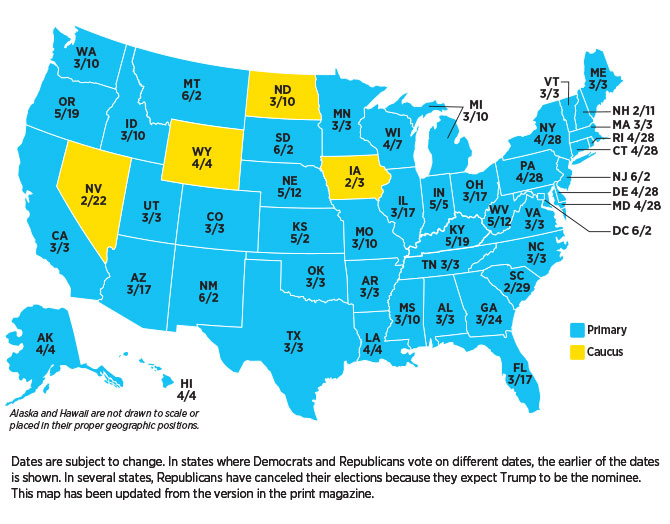 WA
3/10
OR
5/19
ID
3/10
MT
6/2
ND
3/10
MN
3/3
WI
4/7
MI
3/10
VT
3/3
ME
3/3
NH 2/11
MA 3/3
RI 4/28
CT 4/28
NY
4/28
PA
4/28
NJ 6/2
DE 4/28
MD 4/28
DC 6/2
WY
4/4
SD
6/2
IA
2/3
NE
5/12
NV
2/22
UT
3/3
CO
3/3
KS
5/2
MO
3/10
IL
3/17
IN
5/5
OH
3/17
WV
5/12
VA
3/3
KY
5/19
NC
3/3
TN 3/3
SC
2/29
CA
3/3
AZ
3/17
NM
6/2
OK
3/3
AR
3/3
MS
3/10
AL
3/3
GA
3/24
TX
3/3
LA
4/4
FL
3/17
AK
4/4
HI
4/4
Primary
Caucus
Alaska and Hawaii are not drawn to scale or
placed in their proper geographic positions.
Dates are subject to change. In states where Democrats and Republicans vote on different dates, the earlier of the dates
is shown. In several states, Republicans have canceled their elections because they expect Trump to be the nominee.
This map has been updated from the version in the print magazine.